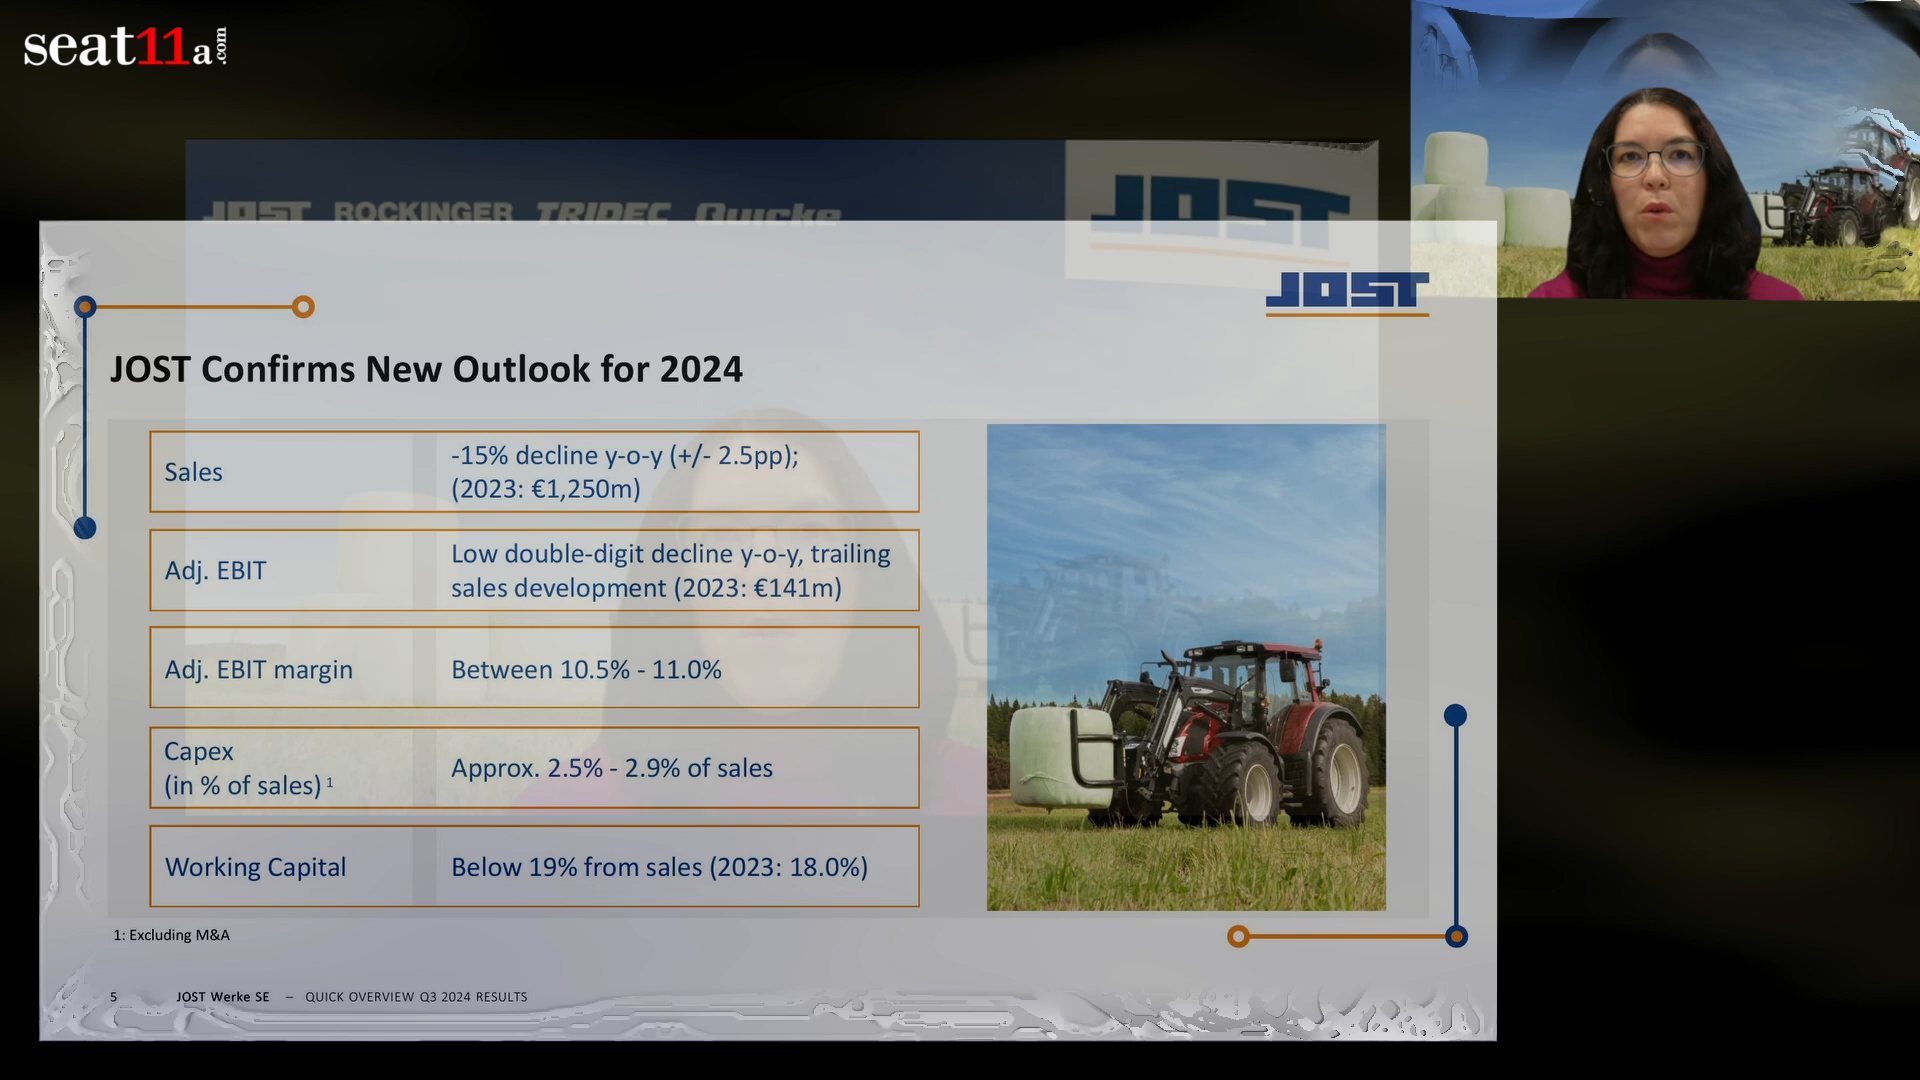 seat11a.com
JOST ROCKINGER TRIDEC Quicke
JOST
JOST
JOST Confirms New Outlook for 2024
Sales
-15% decline y-o-y (+/- 2.5pp);
(2023: €1,250m)
Adj. EBIT
Low double-digit decline y-o-y, trailing
sales development (2023: €141m)
Adj. EBIT margin
Between 10.5% - 11.0%
Capex
(in % of sales) 1
Approx. 2.5% - 2.9% of sales
Working Capital
Below 19% from sales (2023: 18.0%)
1: Excluding M&A
5 JOST Werke SE – QUICK OVERVIEW Q3 2024 RESULTS